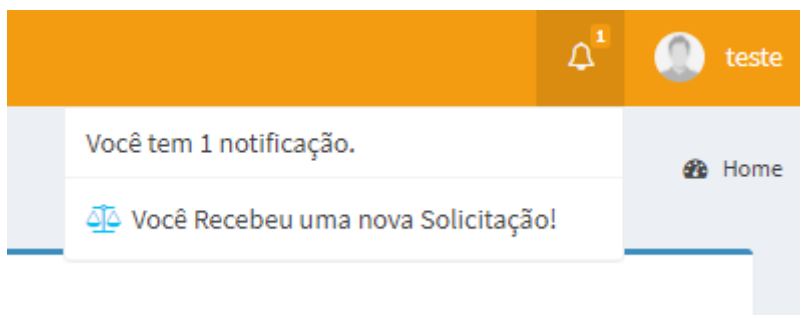 1
teste
Você tem 1 notificação.
Home
Você Recebeu uma nova Solicitação!